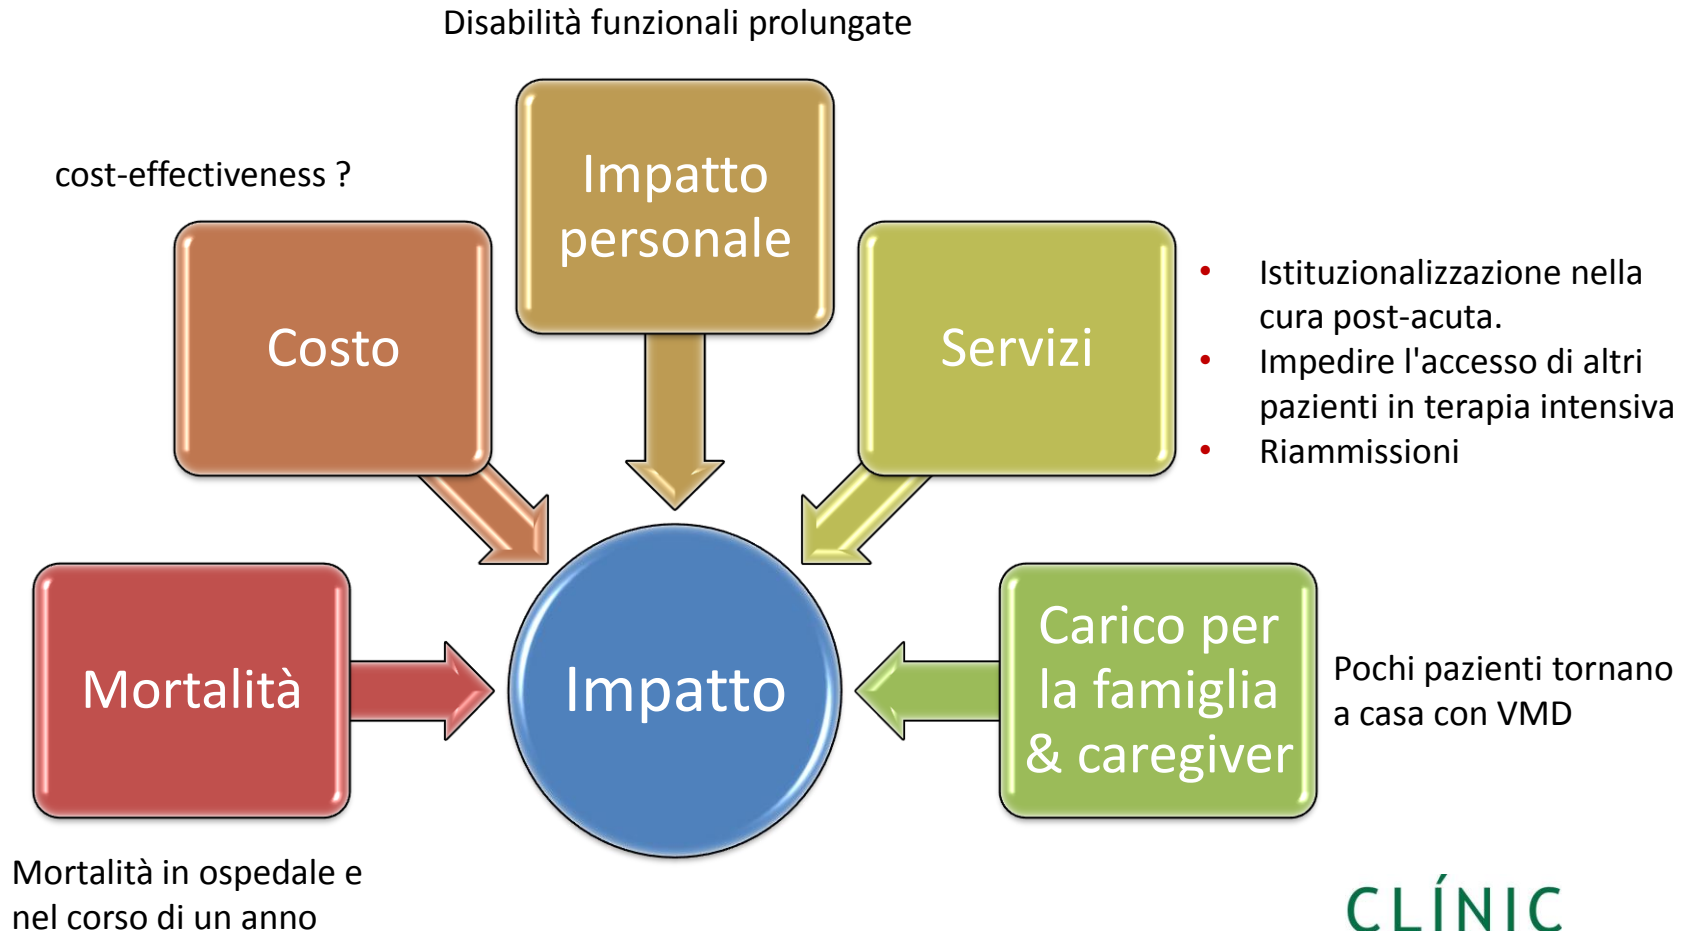 Disabilità funzionali prolungate
cost-effectiveness ?
Impatto
personale
Costo
Servizi
• Istituzionalizzazione nella
cura post-acuta.
• Impedire l'accesso di altri
pazienti in terapia intensiva
• Riammissioni
Mortalità
Impatto
Carico per
la famiglia
& caregiver
Pochi pazienti tornano
a casa con VMD
Mortalità in ospedale e
nel corso di un anno
CLÍNIC